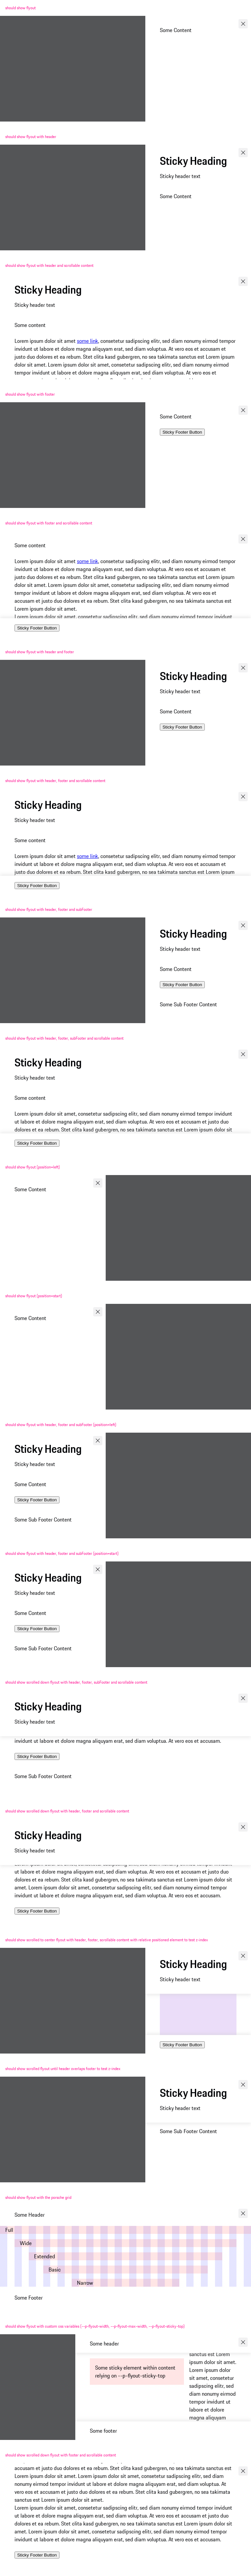 should show flyout
Some Content
should show flyout with header
Sticky Heading
Sticky header text
Some Content
should show flyout with header and scrollable content
Sticky Heading
Sticky header text
Some content
Lorem ipsum dolor sit amet some link, consetetur sadipscing elitr, sed diam nonumy eirmod tempor
invidunt ut labore et dolore magna aliquyam erat, sed diam voluptua. At vero eos et accusam et
justo duo dolores et ea rebum. Stet clita kasd gubergren, no sea takimata sanctus est Lorem ipsum
dolor sit amet. Lorem ipsum dolor sit amet, consetetur sadipscing elitr, sed diam nonumy eirmod
tempor invidunt ut labore et dolore magna aliquyam erat, sed diam voluptua. At vero eos et
should show flyout with footer
Some Content
Sticky Footer Button
should show flyout with footer and scrollable content
Some content
Lorem ipsum dolor sit amet some link, consetetur sadipscing elitr, sed diam nonumy eirmod tempor
invidunt ut labore et dolore magna aliquyam erat, sed diam voluptua. At vero eos et accusam et
accusam et justo duo dolores et ea rebum. Stet clita kasd gubergren, no sea takimata sanctus est
Lorem ipsum dolor sit amet.
Lorem ipsum dolor sit amet, consetetur sadipscing elitr, sed diam nonumy eirmod tempor invidunt
Sticky Footer Button
should show flyout with header and footer
Sticky Heading
Sticky header text
Some Content
Sticky Footer Button
should show flyout with header, footer and scrollable content
Sticky Heading
Sticky header text
Some content
Lorem ipsum dolor sit amet some link, consetetur sadipscing elitr, sed diam nonumy eirmod tempor
invidunt ut labore et dolore magna aliquyam erat, sed diam voluptua. At vero eos et accusam et
justo duo dolores et ea rebum. Stet clita kasd gubergren, no sea takimata sanctus est Lorem ipsum
Sticky Footer Button
should show flyout with header, footer and subFooter
Sticky Heading
Sticky header text
Some Content
Sticky Footer Button
Some Sub Footer Content
should show flyout with header, footer, subFooter and scrollable content
Sticky Heading
Sticky header text
Some content
Lorem ipsum dolor sit amet, consetetur sadipscing elitr, sed diam nonumy eirmod tempor invidunt
ut labore et dolore magna aliquyam erat, sed diam voluptua. At vero eos et accusam et justo duo
dolores et ea rebum. Stet clita kasd gubergren, no sea takimata sanctus est Lorem ipsum dolor sit
Sticky Footer Button
should show flyout (position=left)
Some Content
should show flyout (position=start)
Some Content
should show flyout with header, footer and subFooter (position=left)
Sticky Heading
Sticky header text
Some Content
Sticky Footer Button
Some Sub Footer Content
should show flyout with header, footer and subFooter (position=start)
Sticky Heading
Sticky header text
Some Content
Sticky Footer Button
Some Sub Footer Content
should show scrolled down flyout with header, footer, subFooter and scrollable content
Sticky Heading
Sticky header text
invidunt ut labore et dolore magna aliquyam erat, sed diam voluptua. At vero eos et accusam.
Sticky Footer Button
Some Sub Footer Content
should show scrolled down flyout with header, footer and scrollable content
Sticky Heading
Sticky header text
ut labore et dolore magna aliquyam erat, sed diam voluptua. At vero eos et accusam et justo duo
dolores et ea rebum. Stet clita kasd gubergren, no sea takimata sanctus est Lorem ipsum dolor sit
amet. Lorem ipsum dolor sit amet, consetetur sadipscing elitr, sed diam nonumy eirmod tempor
invidunt ut labore et dolore magna aliquyam erat, sed diam voluptua. At vero eos et accusam.
Sticky Footer Button
should show scrolled to center flyout with header, footer, scrollable content with relative positioned element to test z-index
Sticky Heading
Sticky header text
Sticky Footer Button
should show scrolled flyout until header overlaps footer to test z-index
Sticky Heading
Sticky header text
Some Sub Footer Content
should show flyout with the porsche grid
Some Header
Full
Wide
Extended
Basic
Narrow
Some Footer
should show flyout with custom css variables (--p-flyout-width, --p-flyout-max-width, --p-flyout-sticky-top)
Some header
Some sticky element within content
relying on --p-flyout-sticky-top
sanctus est Lorem
ipsum dolor sit amet.
Lorem ipsum dolor
sit amet, consetetur
sadipscing elitr, sed
diam nonumy eirmod
tempor invidunt ut
labore et dolore
magna aliquyam
Some footer
should show scrolled down flyout with footer and scrollable content
accusam et justo duo dolores et ea rebum. Stet clita kasd gubergren, no sea takimata sanctus est
Lorem ipsum dolor sit amet.
Lorem ipsum dolor sit amet, consetetur sadipscing elitr, sed diam nonumy eirmod tempor invidunt
ut labore et dolore magna aliquyam erat, sed diam voluptua. At vero eos et accusam et justo duo
dolores et ea rebum. Stet clita kasd gubergren, no sea takimata sanctus est Lorem ipsum dolor sit
amet. Lorem ipsum dolor sit amet, consetetur sadipscing elitr, sed diam nonumy eirmod tempor
invidunt ut labore et dolore magna aliquyam erat, sed diam voluptua. At vero eos et accusam.
Sticky Footer Button